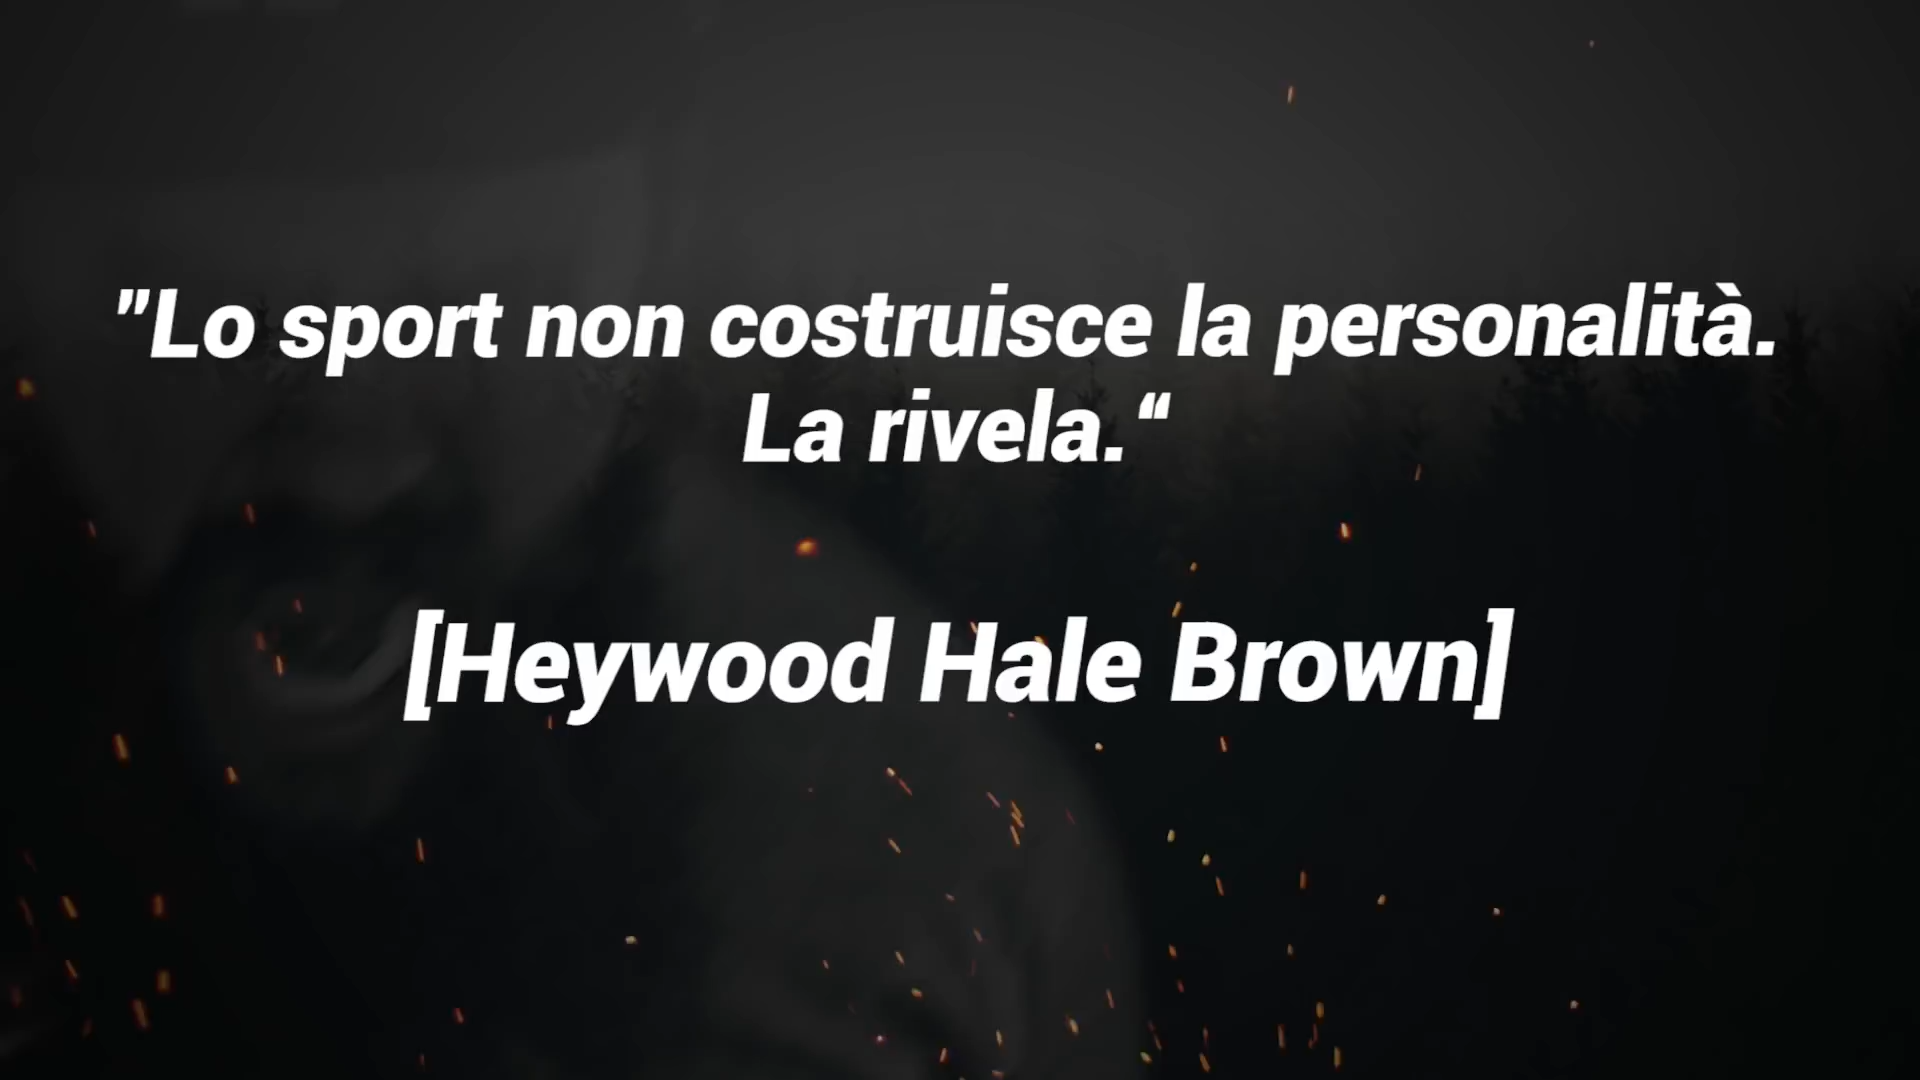 "Lo sport non costruisce la personalità.
La rivela.“
[Heywood Hale Brown]